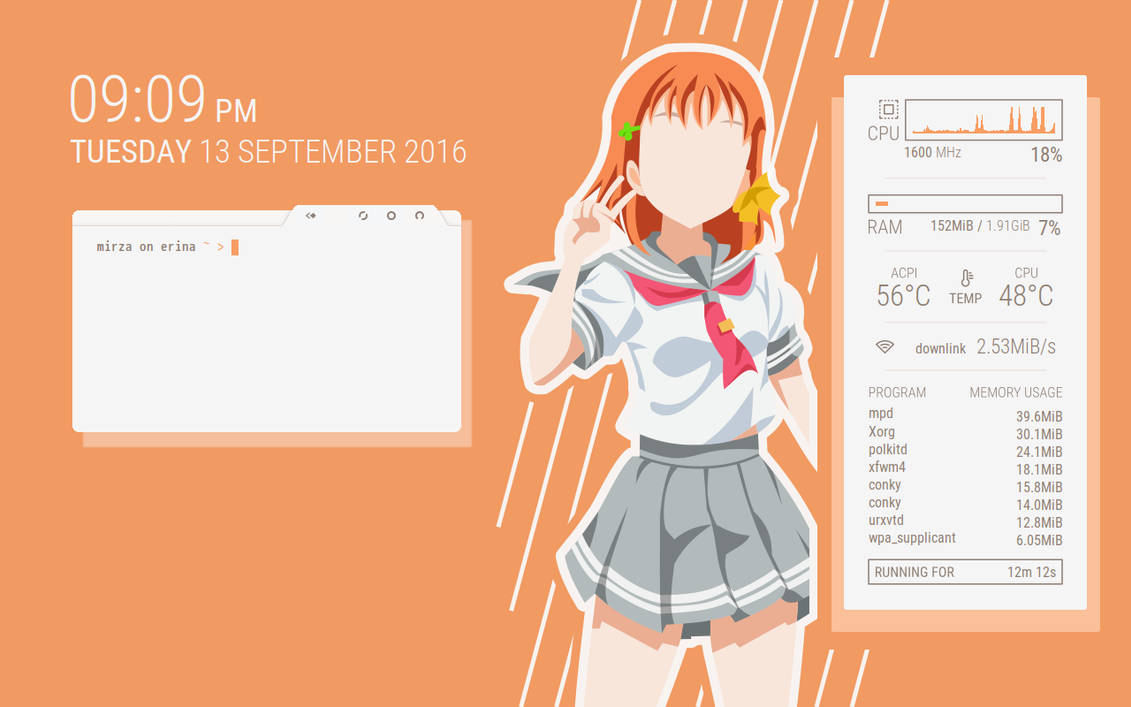 09:09 PM
TUESDAY 13 SEPTEMBER 2016
mirza on erina ~ >
CPU
1600 MHz 18%
RAM 152MiB / 1.91GiB 7%
ACPI CPU
56°C TEMP 48°C
downlink 2.53MiB/s
PROGRAM MEMORY USAGE
mpd 39.6MiB
Xorg 30.1MiB
polkitd 24.1MiB
xfwm4 18.1MiB
conky 15.8MiB
conky 14.0MiB
urxvtd 12.8MiB
wpa_supplicant 6.05MiB
RUNNING FOR 12m 12s